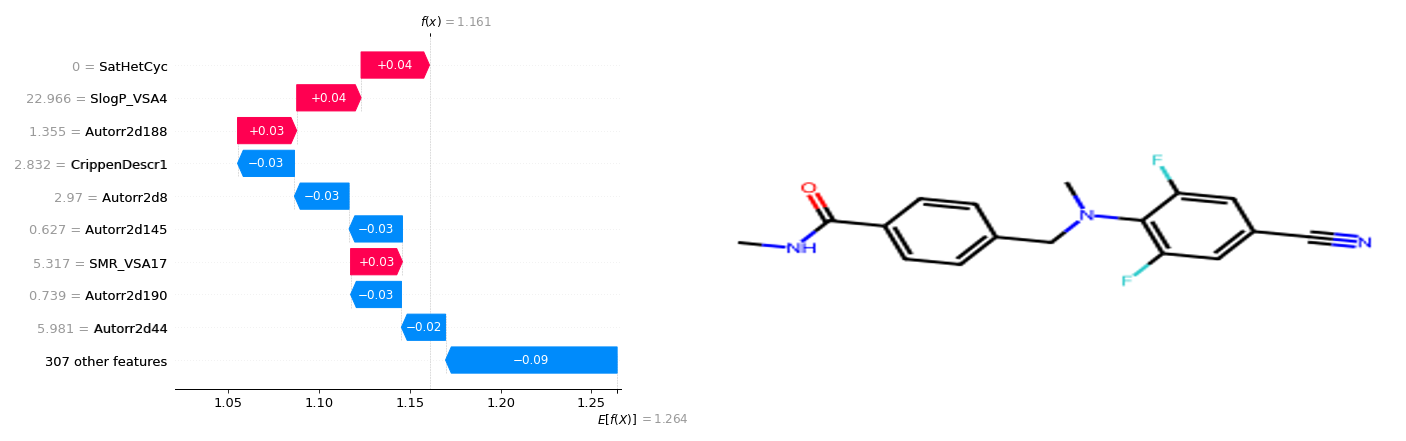 f(x) = 1.161
0 = SatHetCyc +0.04
22.966 = SlogP_VSA4 +0.04
1.355 = Autorr2d188 +0.03
2.832 = CrippenDescr1 −0.03
2.97 = Autorr2d8 −0.03
0.627 = Autorr2d145 −0.03
5.317 = SMR_VSA17 +0.03
0.739 = Autorr2d190 −0.03
5.981 = Autorr2d44 −0.02
307 other features −0.09
1.05 1.10 1.15 1.20 1.25
E[f(X)] = 1.264
F
O
N
NH
N
F